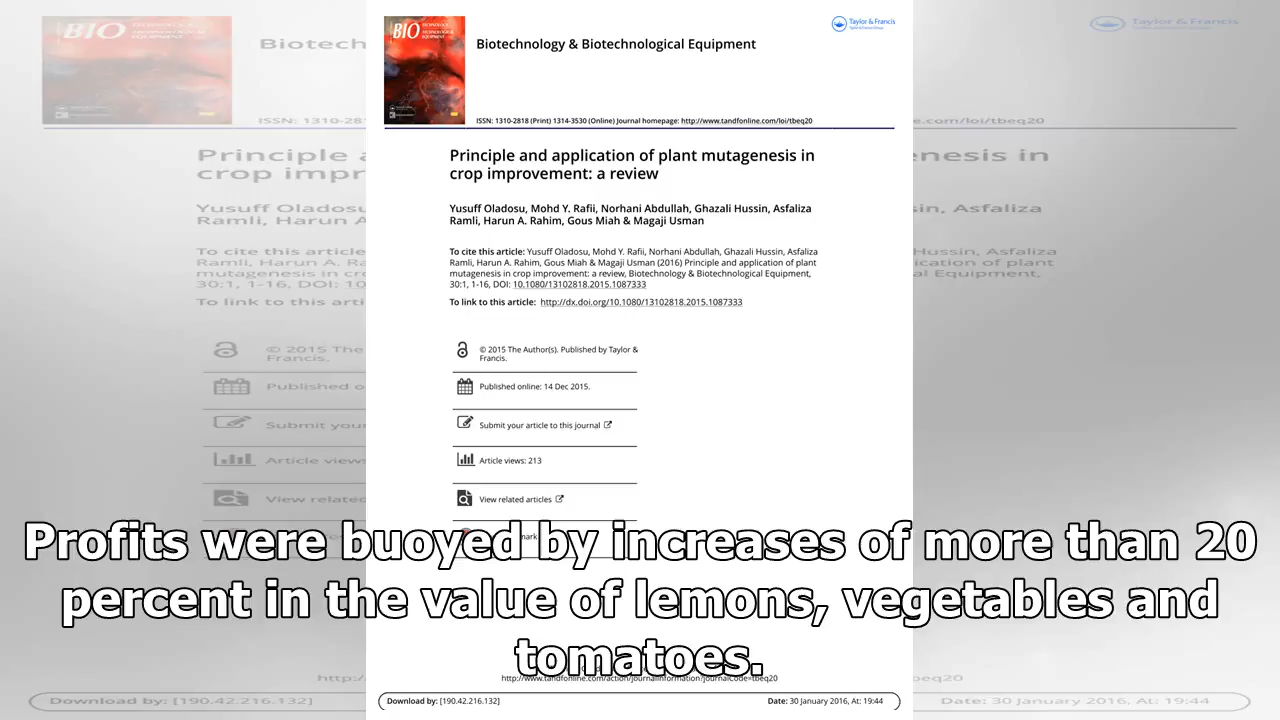 BIO
Taylor & Francis
Biotechnology & Biotechnological Equipment
ISSN: 1310-2818 (Print) 1314-3530 (Online) Journal homepage: http://www.tandfonline.com/loi/tbeq20
Principle and application of plant mutagenesis in
crop improvement: a review
Yusuff Oladosu, Mohd Y. Rafii, Norhani Abdullah, Ghazali Hussin, Asfaliza
Ramli, Harun A. Rahim, Gous Miah & Magaji Usman
To cite this article: Yusuff Oladosu, Mohd Y. Rafii, Norhani Abdullah, Ghazali Hussin, Asfaliza
Ramli, Harun A. Rahim, Gous Miah & Magaji Usman (2016) Principle and application of plant
mutagenesis in crop improvement: a review, Biotechnology & Biotechnological Equipment,
30:1, 1-16, DOI: 10.1080/13102818.2015.1087333
To link to this article: http://dx.doi.org/10.1080/13102818.2015.1087333
© 2015 The Author(s). Published by Taylor &
Francis.
Published online: 14 Dec 2015.
Submit your article to this journal
Article views: 213
View related articles
Profits were buoyed by increases of more than 20
percent in the value of lemons, vegetables and
tomatoes.
http://www.tandfonline.com/action/journalInformation?journalCode=tbeq20
Download by: [190.42.216.132]
Date: 30 January 2016, At: 19:44